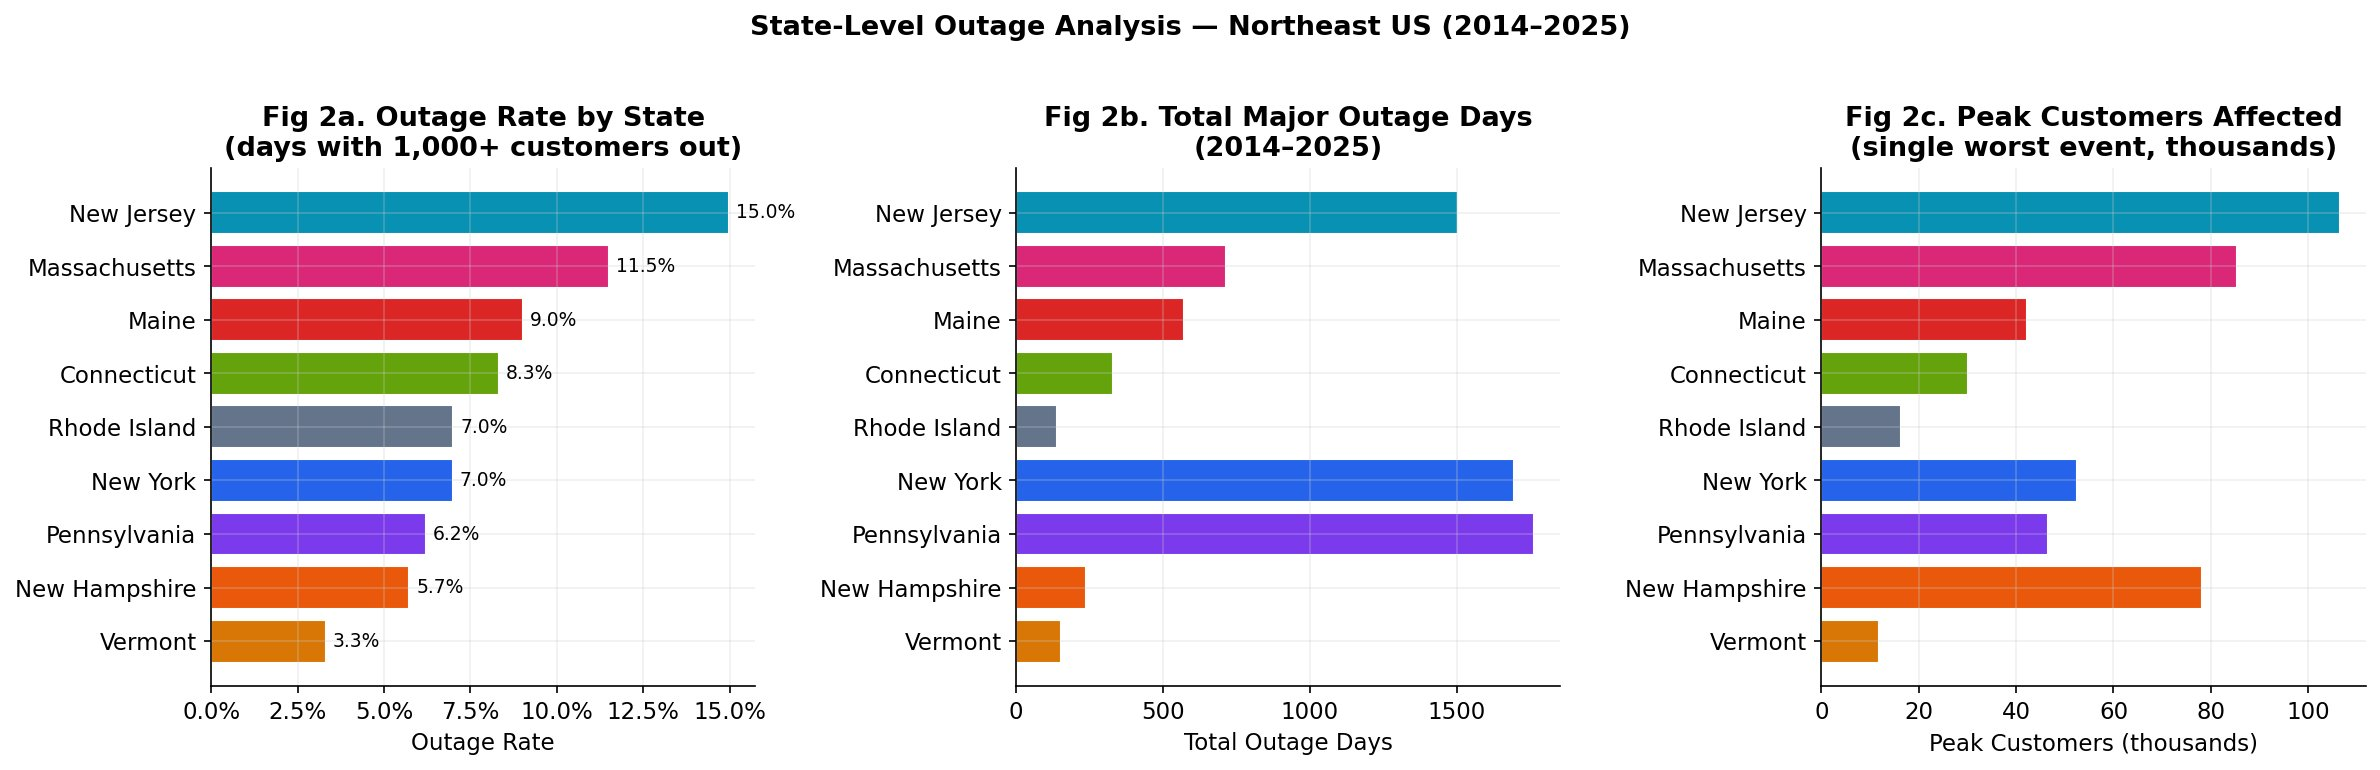 State-Level Outage Analysis — Northeast US (2014–2025)
Fig 2a. Outage Rate by State
(days with 1,000+ customers out)
New Jersey
15.0%
Massachusetts
11.5%
Maine
9.0%
Connecticut
8.3%
Rhode Island
7.0%
New York
7.0%
Pennsylvania
6.2%
New Hampshire
5.7%
Vermont
3.3%
0.0% 2.5% 5.0% 7.5% 10.0% 12.5% 15.0%
Outage Rate
Fig 2b. Total Major Outage Days
(2014–2025)
New Jersey
Massachusetts
Maine
Connecticut
Rhode Island
New York
Pennsylvania
New Hampshire
Vermont
0 500 1000 1500
Total Outage Days
Fig 2c. Peak Customers Affected
(single worst event, thousands)
New Jersey
Massachusetts
Maine
Connecticut
Rhode Island
New York
Pennsylvania
New Hampshire
Vermont
0 20 40 60 80 100
Peak Customers (thousands)